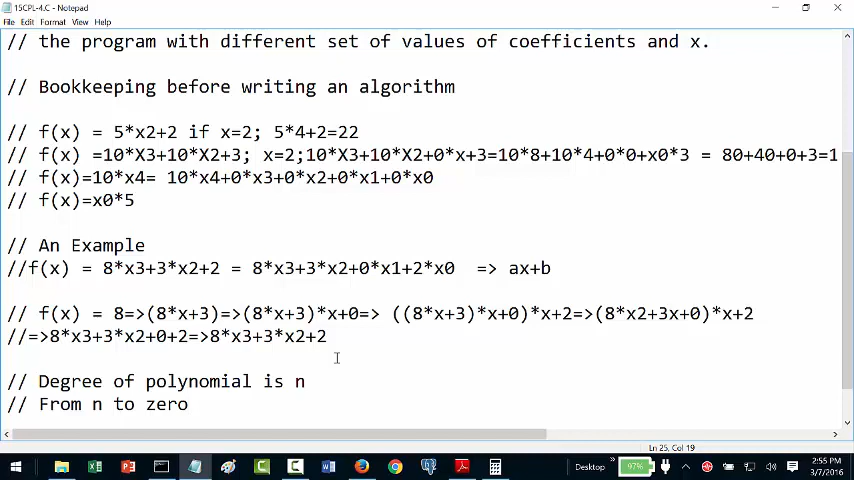 15CPL-4.C - Notepad
File Edit Format View Help
// the program with different set of values of coefficients and x.
// Bookkeeping before writing an algorithm
// f(x) = 5*x2+2 if x=2; 5*4+2=22
// f(x) =10*X3+10*X2+3; x=2;10*X3+10*X2+0*x+3=10*8+10*4+0*0+x0*3 = 80+40+0+3=1
// f(x)=10*x4= 10*x4+0*x3+0*x2+0*x1+0*x0
// f(x)=x0*5
// An Example
//f(x) = 8*x3+3*x2+2 = 8*x3+3*x2+0*x1+2*x0  => ax+b
// f(x) = 8=>(8*x+3)=>(8*x+3)*x+0=> ((8*x+3)*x+0)*x+2=>(8*x2+3x+0)*x+2
//=>8*x3+3*x2+0+2=>8*x3+3*x2+2
// Degree of polynomial is n
// From n to zero
Ln 25, Col 19
Desktop
97%
2:55 PM
3/7/2016